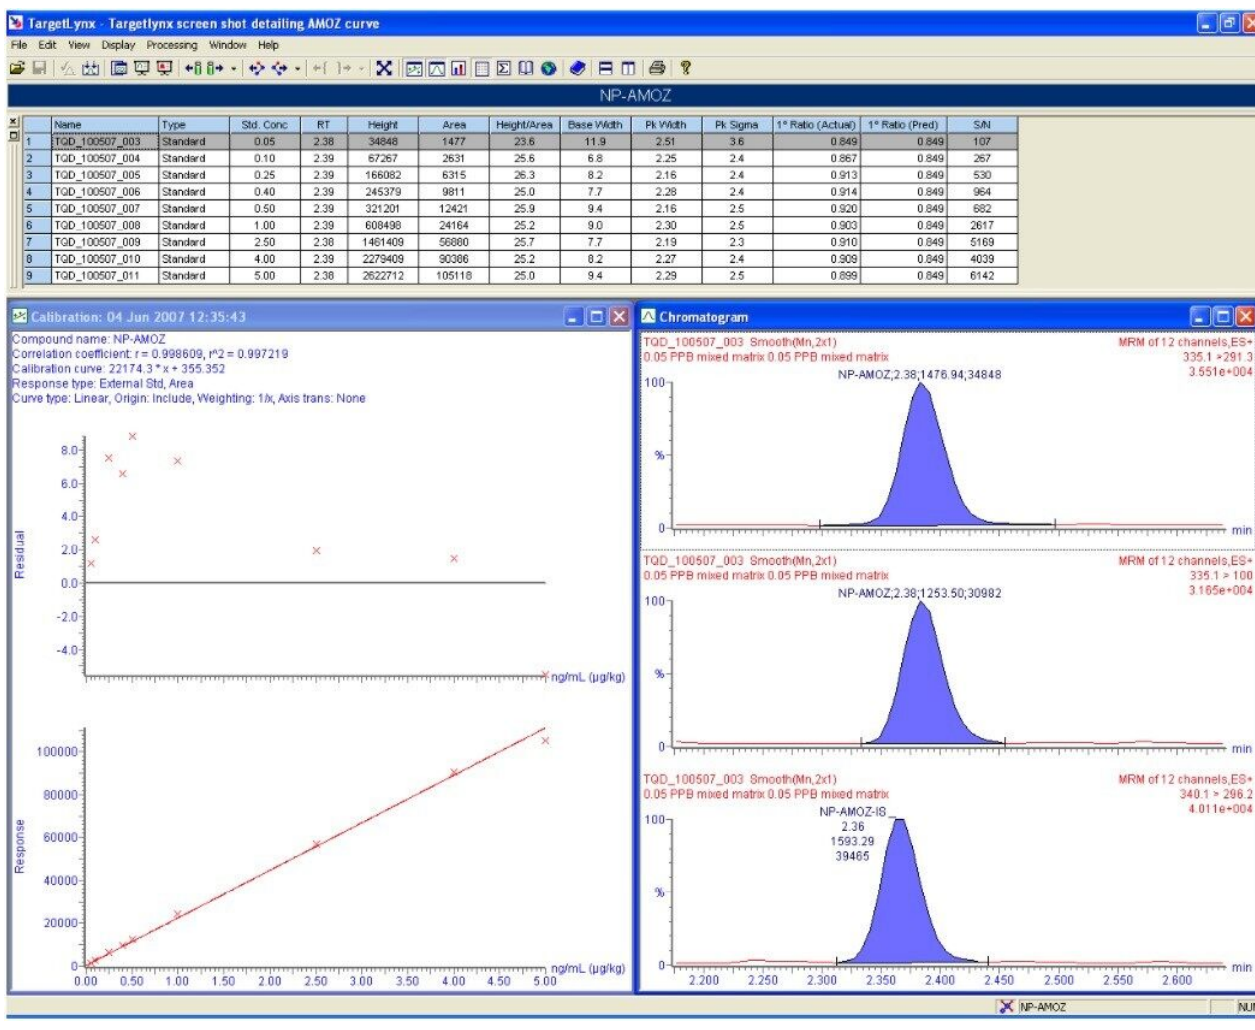 TargetLynx - Targetlynx screen shot detailing AMOZ curve
File Edit View Display Processing Window Help
NP-AMOZ
Name Type Std. Conc RT Height Area Height/Area Base Width Pk Width Pk Sigma 1° Ratio (Actual) 1° Ratio (Pred) S/N
1 TQD_100507_003 Standard 0.05 2.38 34848 1477 23.6 11.9 2.51 3.6 0.849 0.849 107
2 TQD_100507_004 Standard 0.10 2.39 67267 2631 25.6 6.8 2.25 2.4 0.867 0.849 267
3 TQD_100507_005 Standard 0.25 2.39 166082 6315 26.3 8.2 2.16 2.4 0.913 0.849 530
4 TQD_100507_006 Standard 0.40 2.39 245379 9811 25.0 7.7 2.28 2.4 0.914 0.849 964
5 TQD_100507_007 Standard 0.50 2.39 321201 12421 25.9 9.4 2.16 2.5 0.920 0.849 682
6 TQD_100507_008 Standard 1.00 2.39 608498 24164 25.2 9.0 2.30 2.5 0.903 0.849 2617
7 TQD_100507_009 Standard 2.50 2.38 1461409 56880 25.7 7.7 2.19 2.3 0.910 0.849 5169
8 TQD_100507_010 Standard 4.00 2.39 2279409 90386 25.2 8.2 2.27 2.4 0.909 0.849 4039
9 TQD_100507_011 Standard 5.00 2.38 2622712 105118 25.0 9.4 2.29 2.5 0.899 0.849 6142
Calibration: 04 Jun 2007 12:35:43
Compound name: NP-AMOZ
Correlation coefficient: r = 0.998609, r^2 = 0.997219
Calibration curve: 22174.3 * x + 355.352
Response type: External Std, Area
Curve type: Linear, Origin: Include, Weighting: 1/x, Axis trans: None
8.0
6.0
4.0
2.0
0.0
-2.0
-4.0
Residual
ng/mL (µg/kg)
100000
80000
60000
40000
20000
0
Response
0.00 0.50 1.00 1.50 2.00 2.50 3.00 3.50 4.00 4.50 5.00
ng/mL (µg/kg)
Chromatogram
TQD_100507_003 Smooth(Mn,2x1) MRM of 12 channels,ES+
0.05 PPB mixed matrix 0.05 PPB mixed matrix 335.1 >291.3
3.551e+004
NP-AMOZ;2.38;1476.94;34848
100
%
0
min
TQD_100507_003 Smooth(Mn,2x1) MRM of 12 channels,ES+
0.05 PPB mixed matrix 0.05 PPB mixed matrix 335.1 > 100
3.165e+004
NP-AMOZ;2.38;1253.50;30982
100
%
0
min
TQD_100507_003 Smooth(Mn,2x1) MRM of 12 channels,ES+
0.05 PPB mixed matrix 0.05 PPB mixed matrix 340.1 > 296.2
4.011e+004
NP-AMOZ-IS
2.36
1593.29
39465
100
%
0
min
2.200 2.250 2.300 2.350 2.400 2.450 2.500 2.550 2.600
NP-AMOZ
NUM